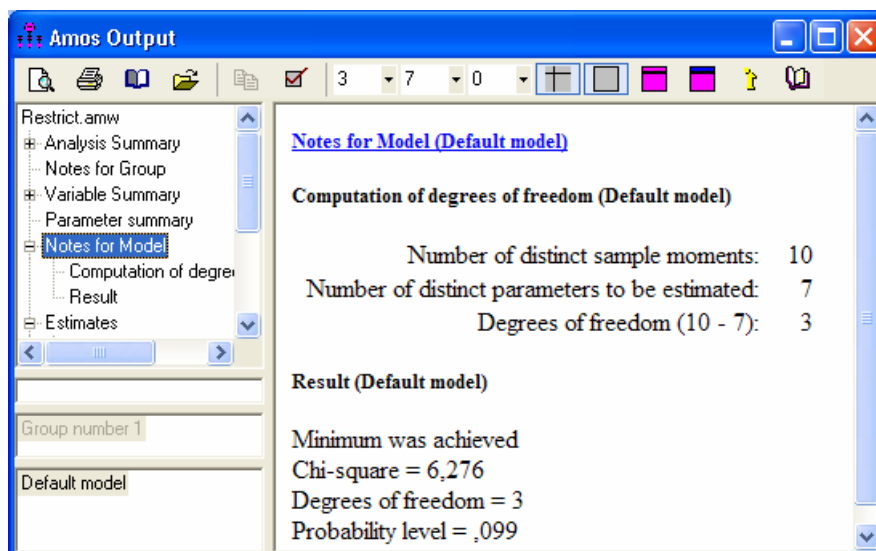 Amos Output
3 7 0
Restrict.amw
Analysis Summary
Notes for Group
Variable Summary
Parameter summary
Notes for Model
Computation of degre
Result
Estimates
Group number 1
Default model
Notes for Model (Default model)
Computation of degrees of freedom (Default model)
Number of distinct sample moments: 10
Number of distinct parameters to be estimated: 7
Degrees of freedom (10 - 7): 3
Result (Default model)
Minimum was achieved
Chi-square = 6,276
Degrees of freedom = 3
Probability level = ,099